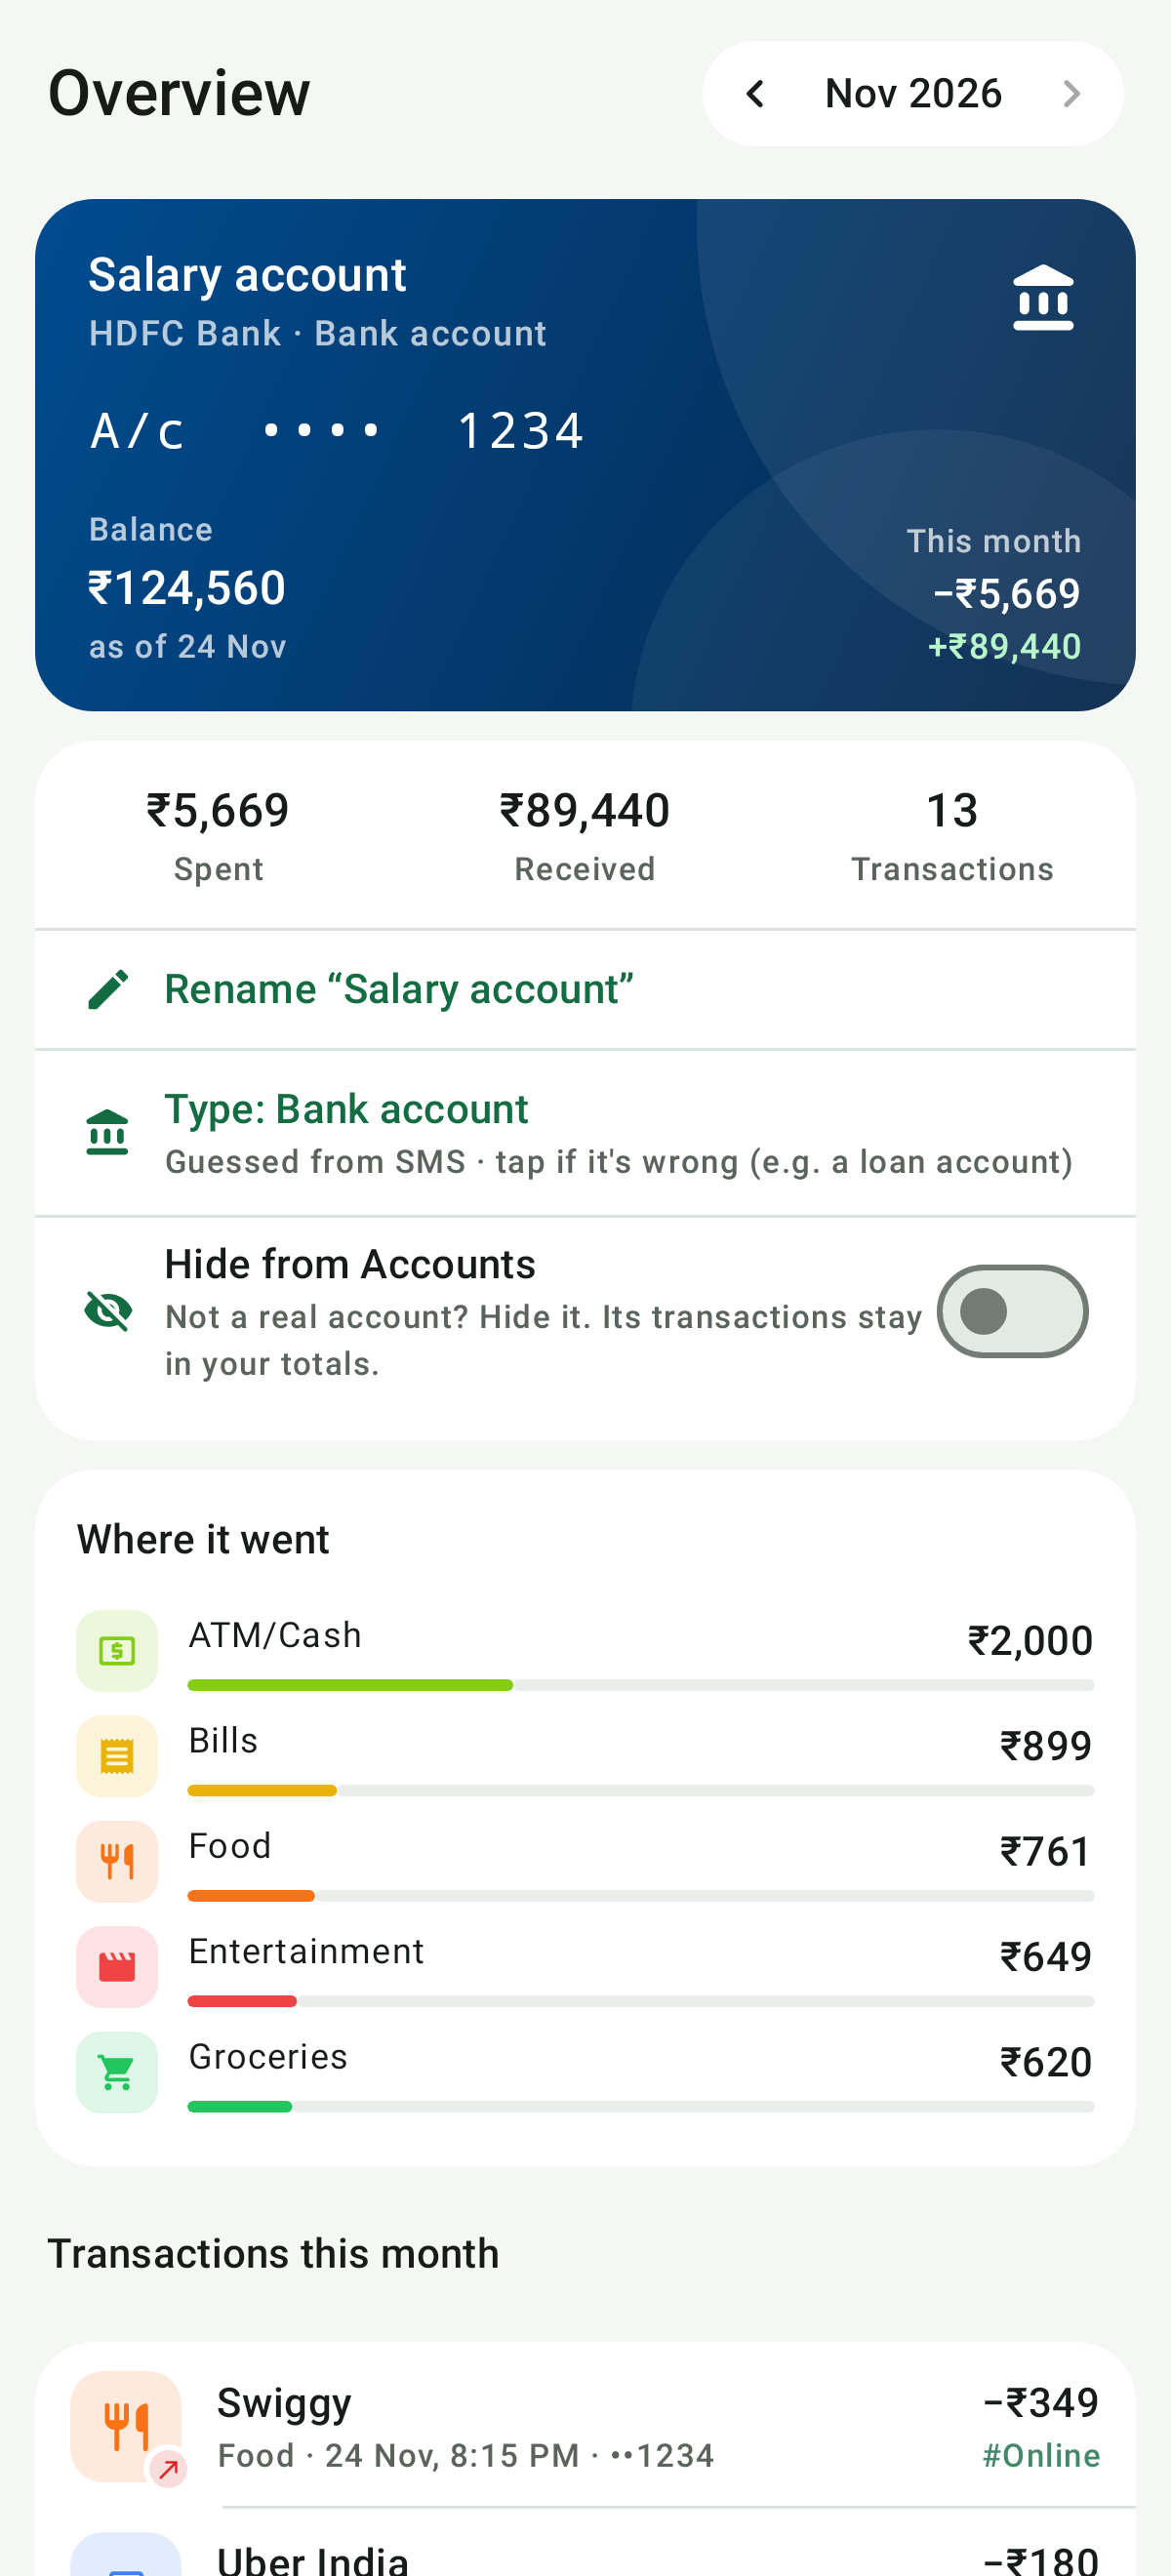 Overview
Nov 2026
Salary account
HDFC Bank · Bank account
A/c •••• 1234
Balance
₹124,560
as of 24 Nov
This month
−₹5,669
+₹89,440
₹5,669
Spent
₹89,440
Received
13
Transactions
Rename “Salary account”
Type: Bank account
Guessed from SMS · tap if it's wrong (e.g. a loan account)
Hide from Accounts
Not a real account? Hide it. Its transactions stay
in your totals.
Where it went
ATM/Cash ₹2,000
Bills ₹899
Food ₹761
Entertainment ₹649
Groceries ₹620
Transactions this month
Swiggy −₹349
Food · 24 Nov, 8:15 PM · ••1234 #Online
Uber India −₹180